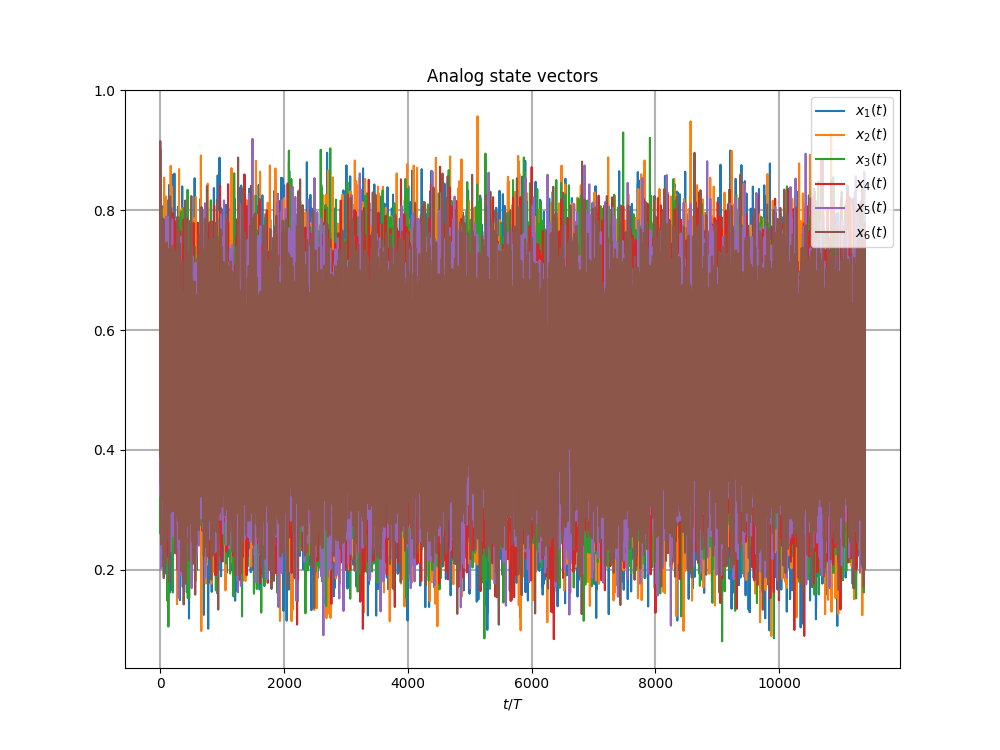 Analog state vectors
1.0
0.8
0.6
0.4
0.2
0
2000
4000
6000
8000
10000
t/T
x₁(t)
x₂(t)
x₃(t)
x₄(t)
x₅(t)
x₆(t)